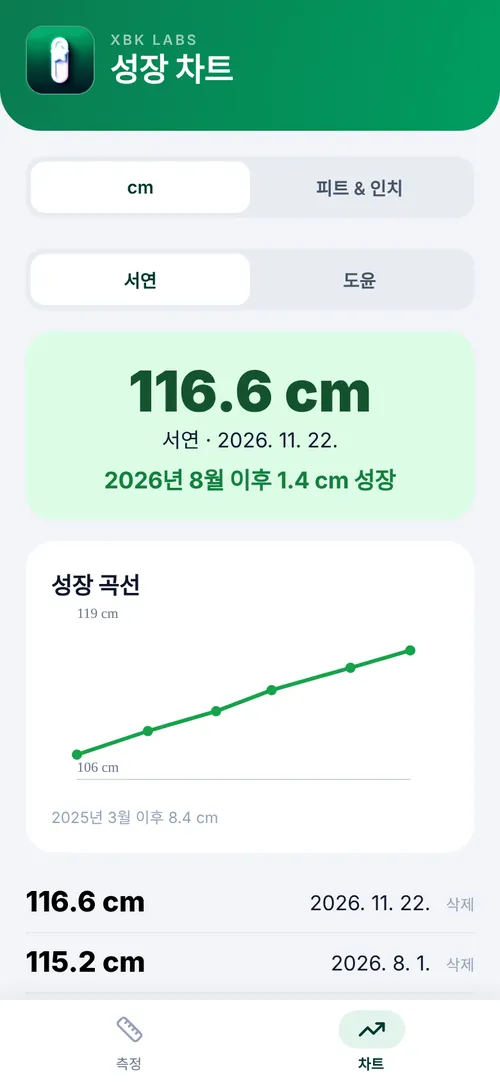 XBK LABS
성장 차트
cm
피트 & 인치
서연
도윤
116.6 cm
서연 · 2026. 11. 22.
2026년 8월 이후 1.4 cm 성장
성장 곡선
119 cm
106 cm
2025년 3월 이후 8.4 cm
116.6 cm 2026. 11. 22. 삭제
115.2 cm 2026. 8. 1. 삭제
측정
차트